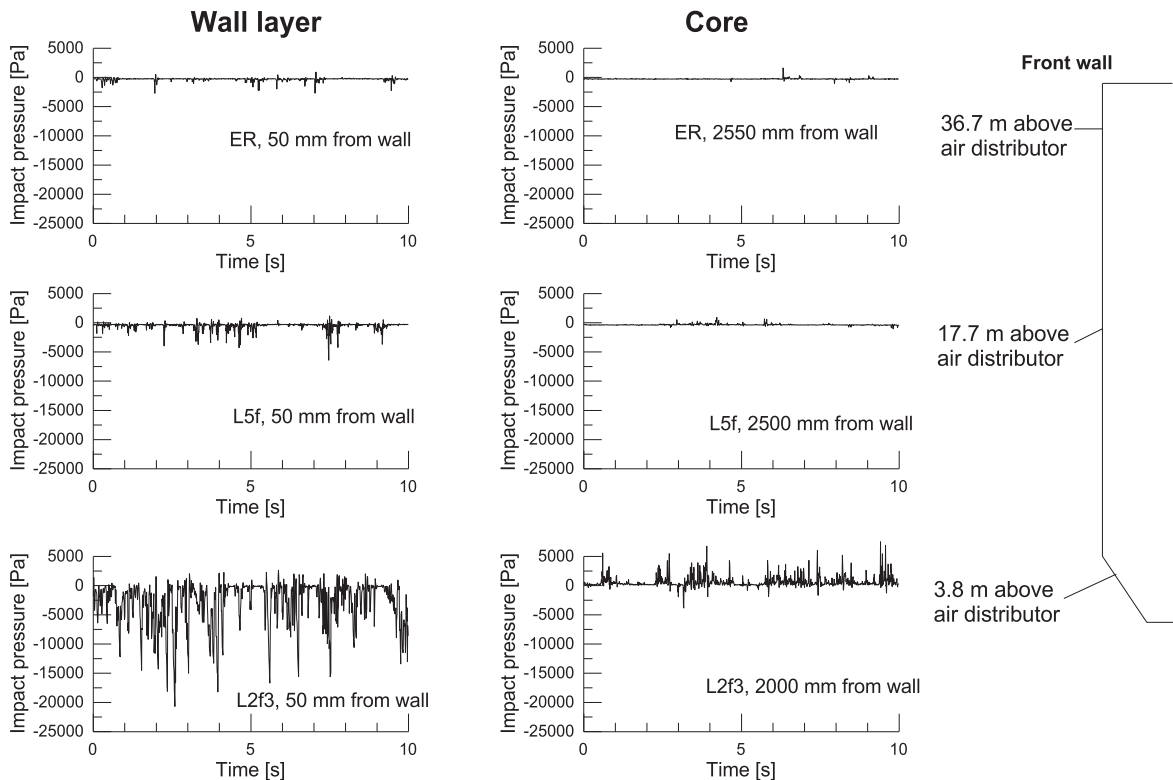 Wall layer
Core
Impact pressure [Pa]
5000
0
-5000
-10000
-15000
-20000
-25000
ER, 50 mm from wall
0
5
10
Time [s]
Impact pressure [Pa]
5000
0
-5000
-10000
-15000
-20000
-25000
ER, 2550 mm from wall
0
5
10
Time [s]
Front wall
36.7 m above
air distributor
Impact pressure [Pa]
5000
0
-5000
-10000
-15000
-20000
-25000
L5f, 50 mm from wall
0
5
10
Time [s]
Impact pressure [Pa]
5000
0
-5000
-10000
-15000
-20000
-25000
L5f, 2500 mm from wall
0
5
10
Time [s]
17.7 m above
air distributor
Impact pressure [Pa]
5000
0
-5000
-10000
-15000
-20000
-25000
L2f3, 50 mm from wall
0
5
10
Time [s]
Impact pressure [Pa]
5000
0
-5000
-10000
-15000
-20000
-25000
L2f3, 2000 mm from wall
0
5
10
Time [s]
3.8 m above
air distributor